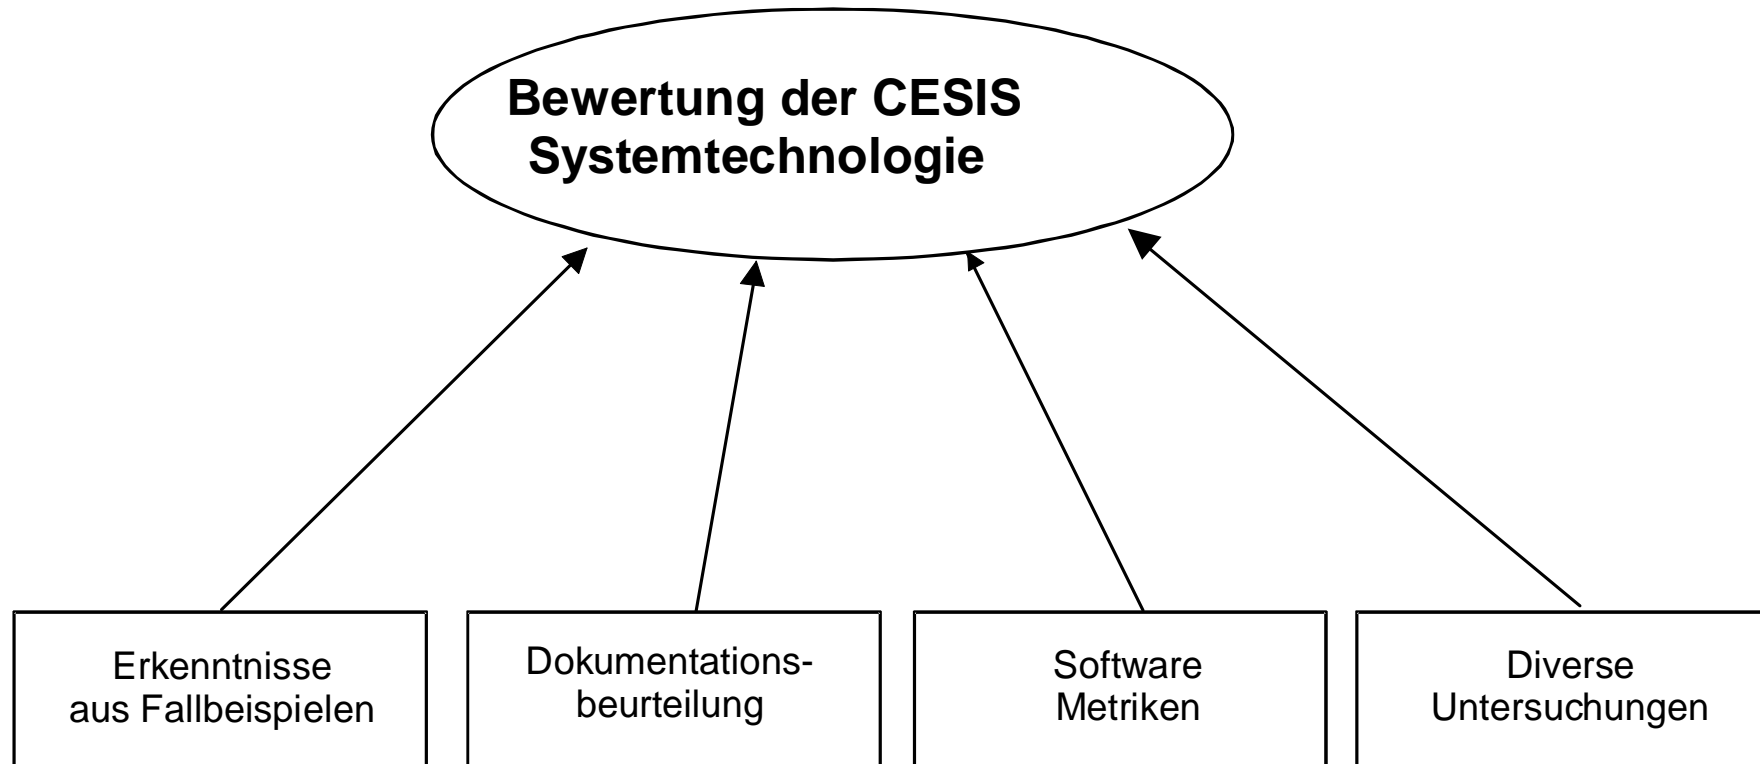 Bewertung der CESIS
Systemtechnologie
Erkenntnisse
aus Fallbeispielen
Dokumentations-
beurteilung
Software
Metriken
Diverse
Untersuchungen